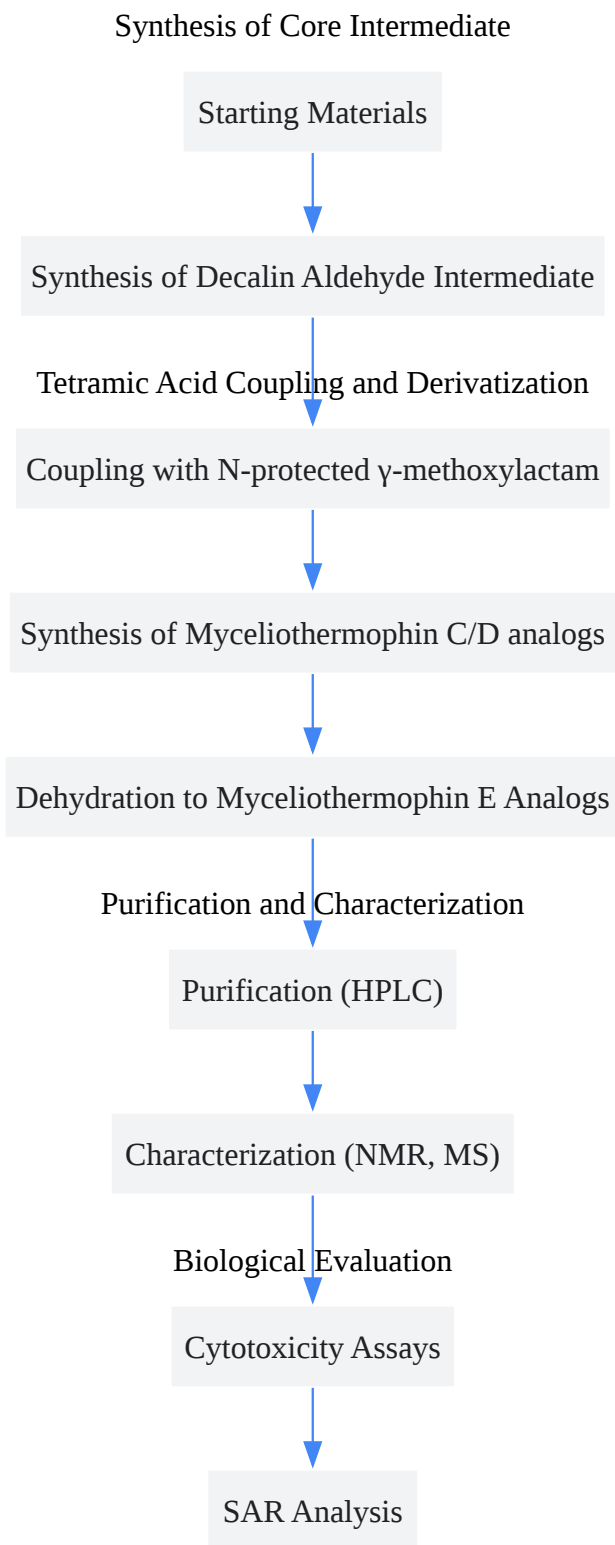 Synthesis of Core Intermediate
Starting Materials
Synthesis of Decalin Aldehyde Intermediate
Tetramic Acid Coupling and Derivatization
Coupling with N-protected γ-methoxylactam
Synthesis of Myceliothermophin C/D analogs
Dehydration to Myceliothermophin E Analogs
Purification and Characterization
Purification (HPLC)
Characterization (NMR, MS)
Biological Evaluation
Cytotoxicity Assays
SAR Analysis